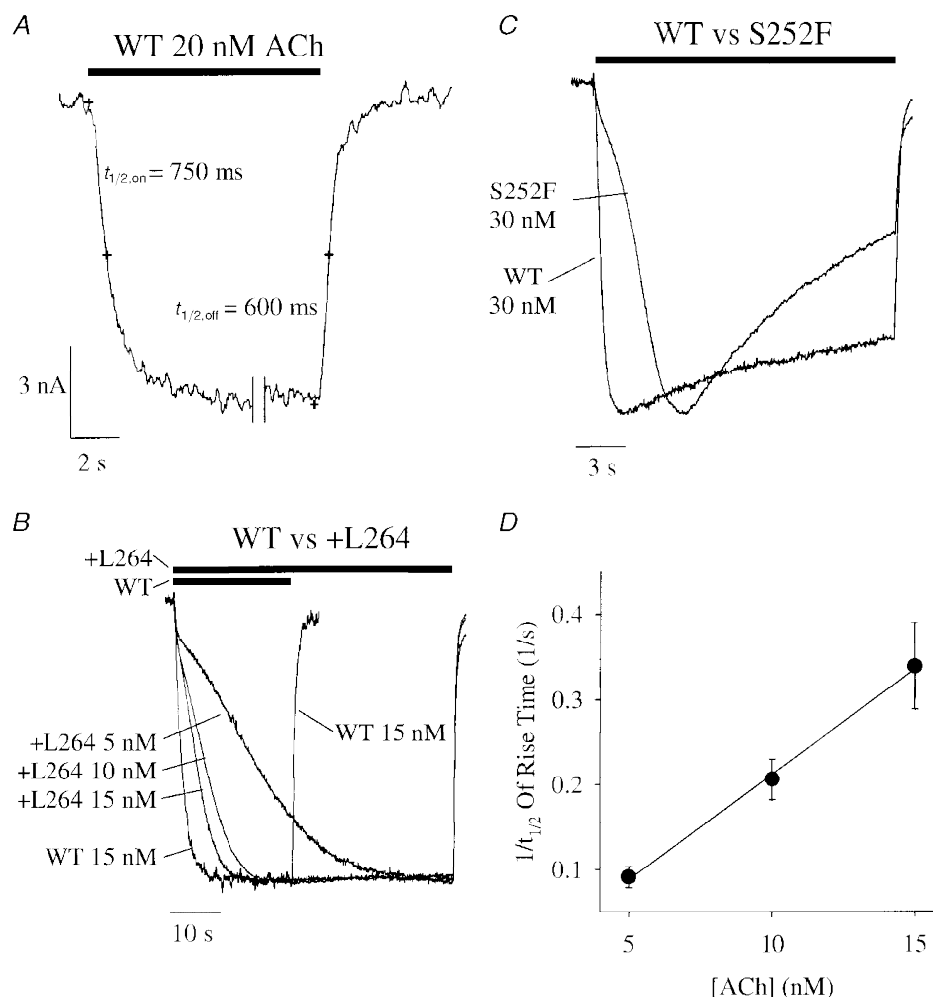 A
WT 20 nM ACh
t1/2,on = 750 ms
t1/2,off = 600 ms
3 nA
2 s
B
WT vs +L264
+L264
WT
WT 15 nM
+L264 5 nM
+L264 10 nM
+L264 15 nM
WT 15 nM
10 s
C
WT vs S252F
S252F
30 nM
WT
30 nM
3 s
D
1/t1/2 Of Rise Time (1/s)
0.4
0.3
0.2
0.1
5
10
15
[ACh] (nM)